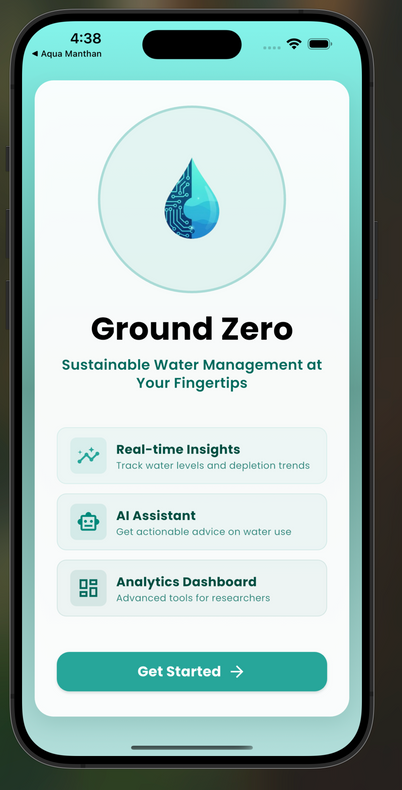 4:38
◀ Aqua Manthan
Ground Zero
Sustainable Water Management at
Your Fingertips
Real-time Insights
Track water levels and depletion trends
AI Assistant
Get actionable advice on water use
Analytics Dashboard
Advanced tools for researchers
Get Started →